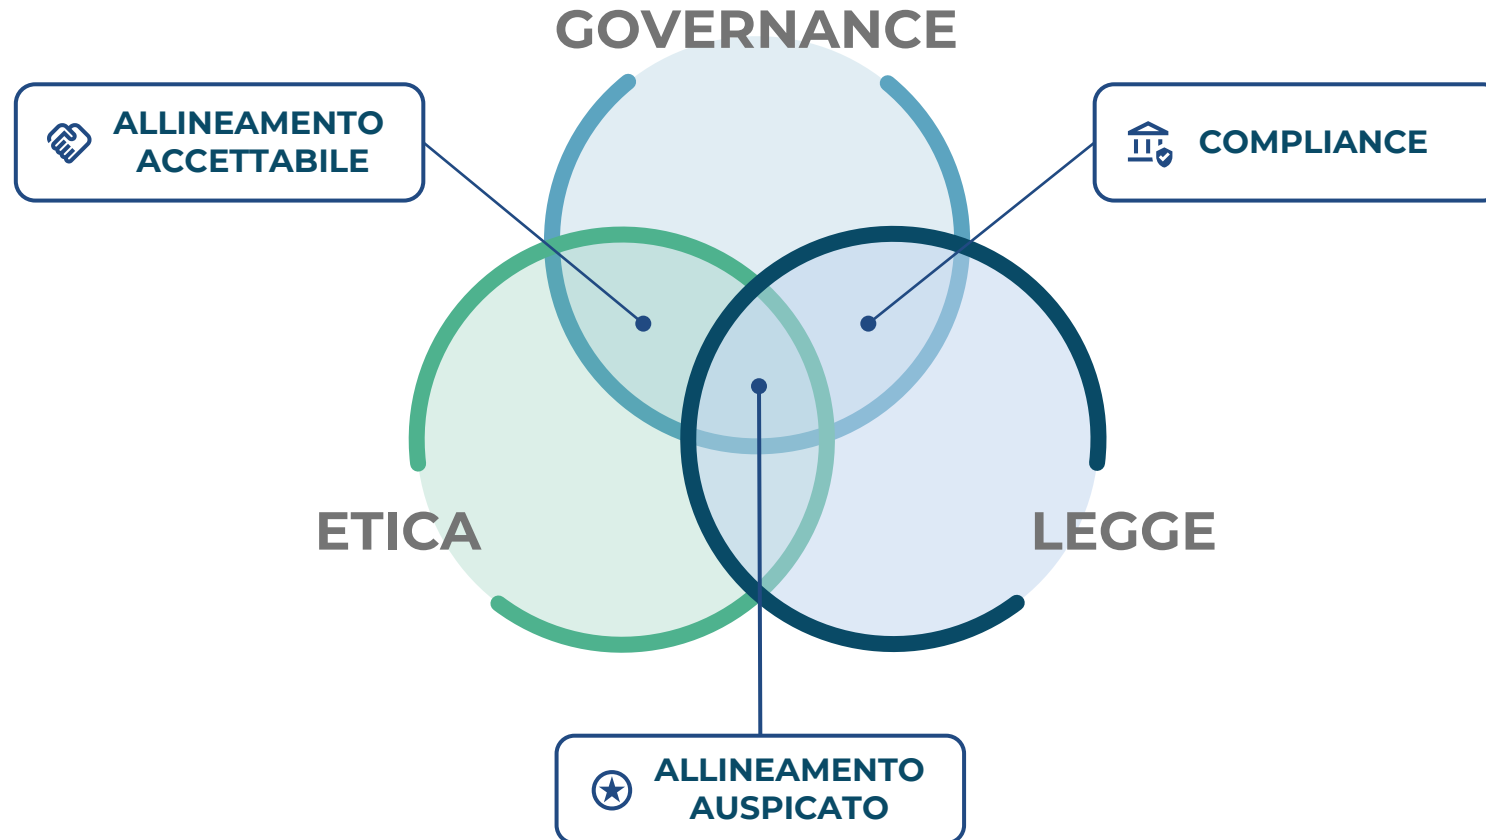 GOVERNANCE
ALLINEAMENTO
ACCETTABILE
COMPLIANCE
ETICA
LEGGE
ALLINEAMENTO
AUSPICATO